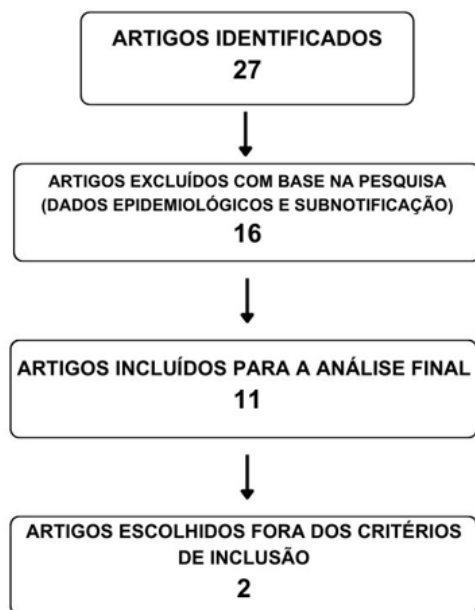 ARTIGOS IDENTIFICADOS
27
ARTIGOS EXCLUÍDOS COM BASE NA PESQUISA
(DADOS EPIDEMIOLÓGICOS E SUBNOTIFICAÇÃO)
16
ARTIGOS INCLUÍDOS PARA A ANÁLISE FINAL
11
ARTIGOS ESCOLHIDOS FORA DOS CRITÉRIOS
DE INCLUSÃO
2